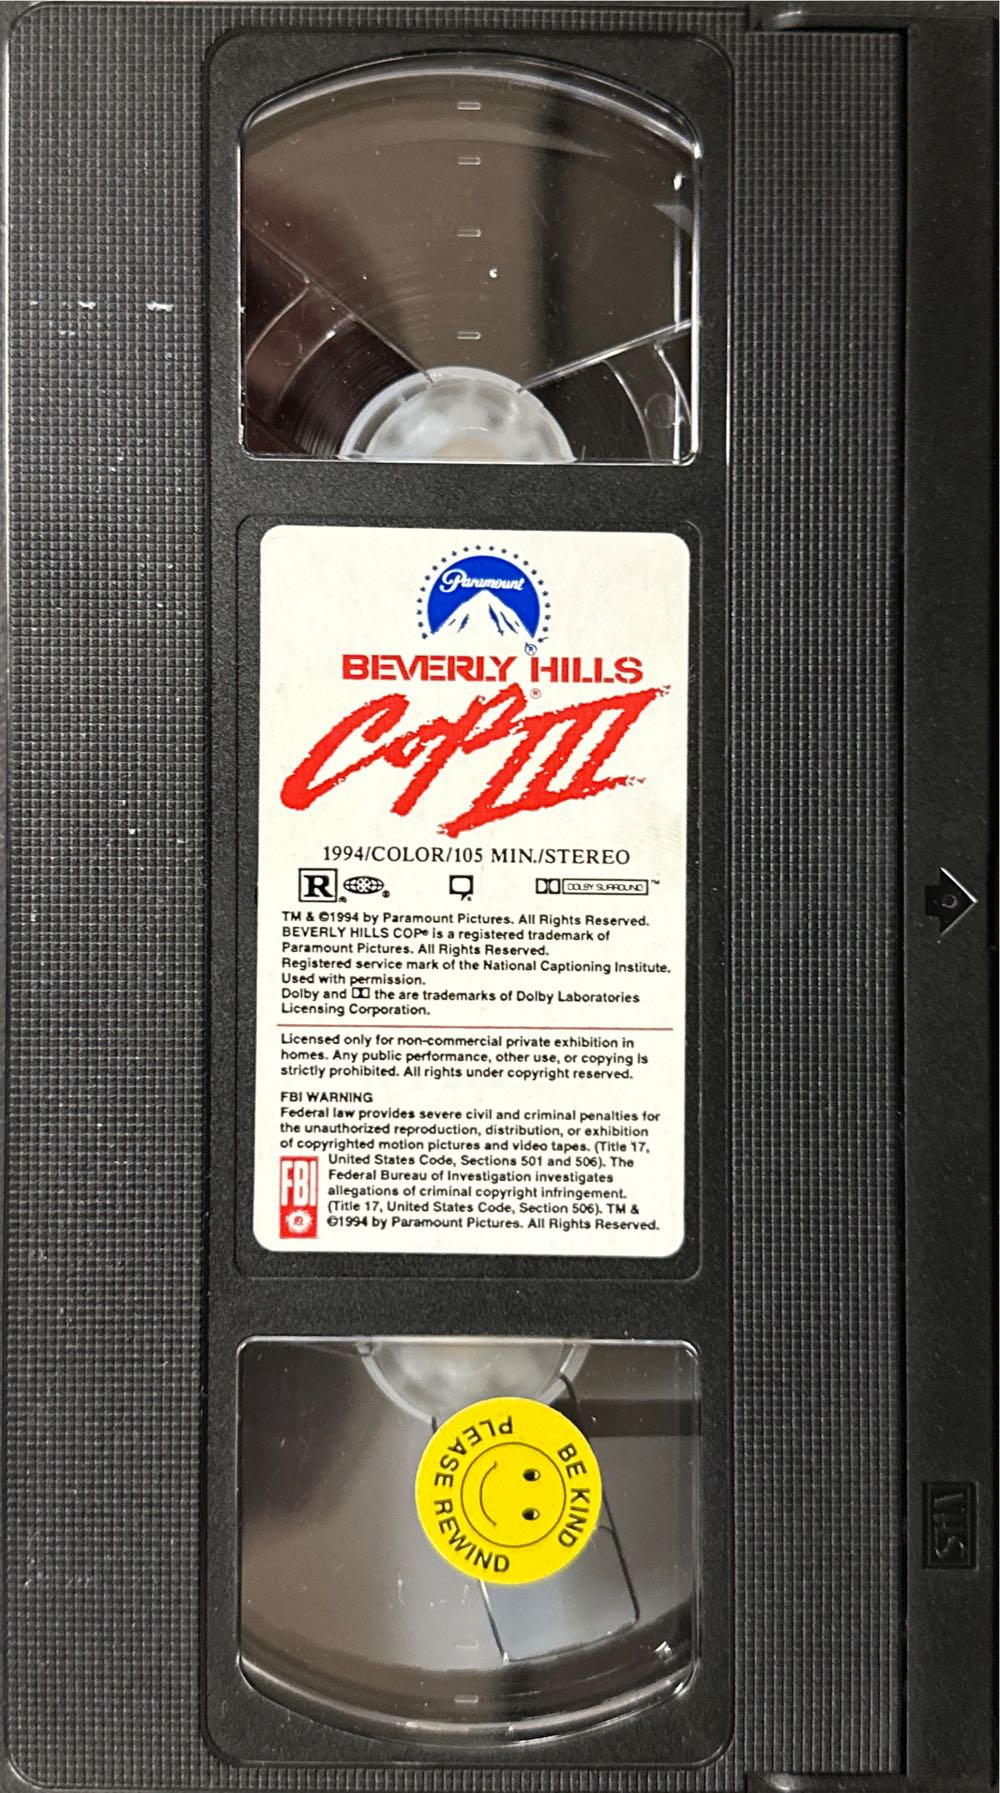 Paramount
®
BEVERLY HILLS
COP III
®
1994/COLOR/105 MIN./STEREO
R ® ® DOLBY SURROUND ™
TM & ©1994 by Paramount Pictures. All Rights Reserved.
BEVERLY HILLS COP® is a registered trademark of
Paramount Pictures. All Rights Reserved.
Registered service mark of the National Captioning Institute.
Used with permission.
Dolby and the are trademarks of Dolby Laboratories
Licensing Corporation.
Licensed only for non-commercial private exhibition in
homes. Any public performance, other use, or copying is
strictly prohibited. All rights under copyright reserved.
FBI WARNING
Federal law provides severe civil and criminal penalties for
the unauthorized reproduction, distribution, or exhibition
of copyrighted motion pictures and video tapes. (Title 17,
United States Code, Sections 501 and 506). The
Federal Bureau of Investigation investigates
allegations of criminal copyright infringement.
(Title 17, United States Code, Section 506). TM &
©1994 by Paramount Pictures. All Rights Reserved.
FBI
BE KIND
PLEASE REWIND
VHS